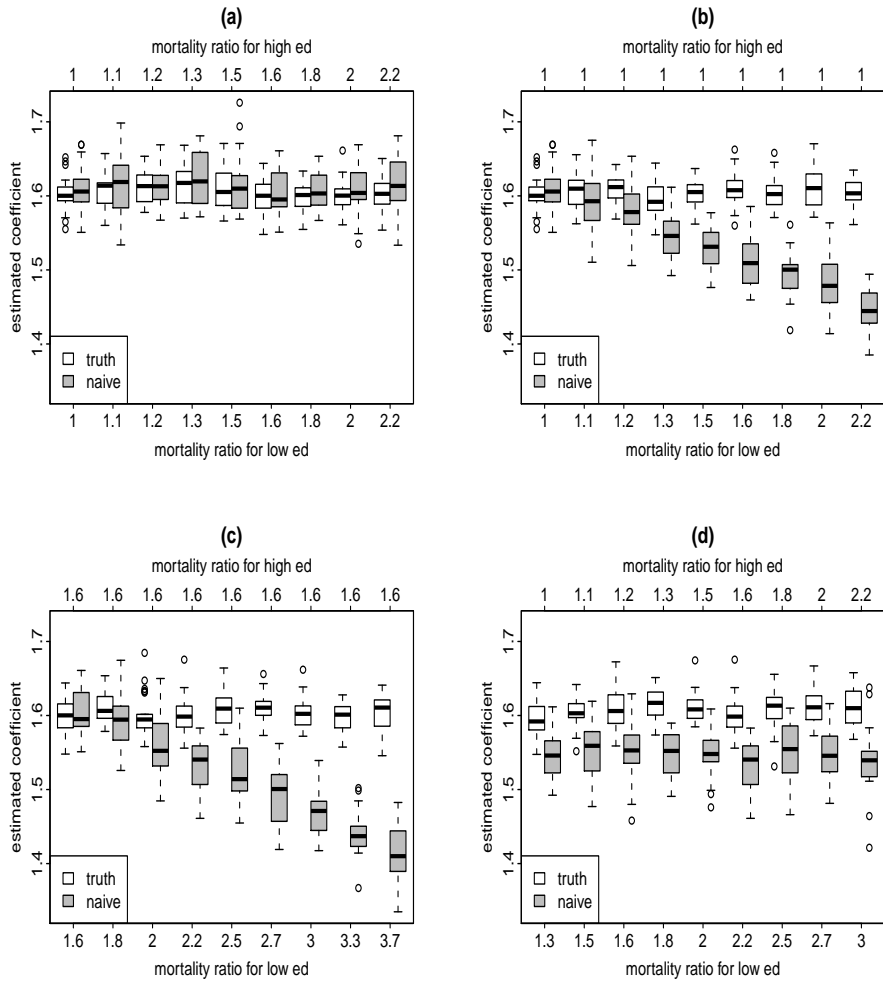 (a)
mortality ratio for high ed
1 1.1 1.2 1.3 1.5 1.6 1.8 2 2.2
estimated coefficient
1.7
1.6
1.5
1.4
truth
naive
1 1.1 1.2 1.3 1.5 1.6 1.8 2 2.2
mortality ratio for low ed
(b)
mortality ratio for high ed
1 1 1 1 1 1 1 1 1
estimated coefficient
1.7
1.6
1.5
1.4
truth
naive
1 1.1 1.2 1.3 1.5 1.6 1.8 2 2.2
mortality ratio for low ed
(c)
mortality ratio for high ed
1.6 1.6 1.6 1.6 1.6 1.6 1.6 1.6 1.6
estimated coefficient
1.7
1.6
1.5
1.4
truth
naive
1.6 1.8 2 2.2 2.5 2.7 3 3.3 3.7
mortality ratio for low ed
(d)
mortality ratio for high ed
1 1.1 1.2 1.3 1.5 1.6 1.8 2 2.2
estimated coefficient
1.7
1.6
1.5
1.4
truth
naive
1.3 1.5 1.6 1.8 2 2.2 2.5 2.7 3
mortality ratio for low ed